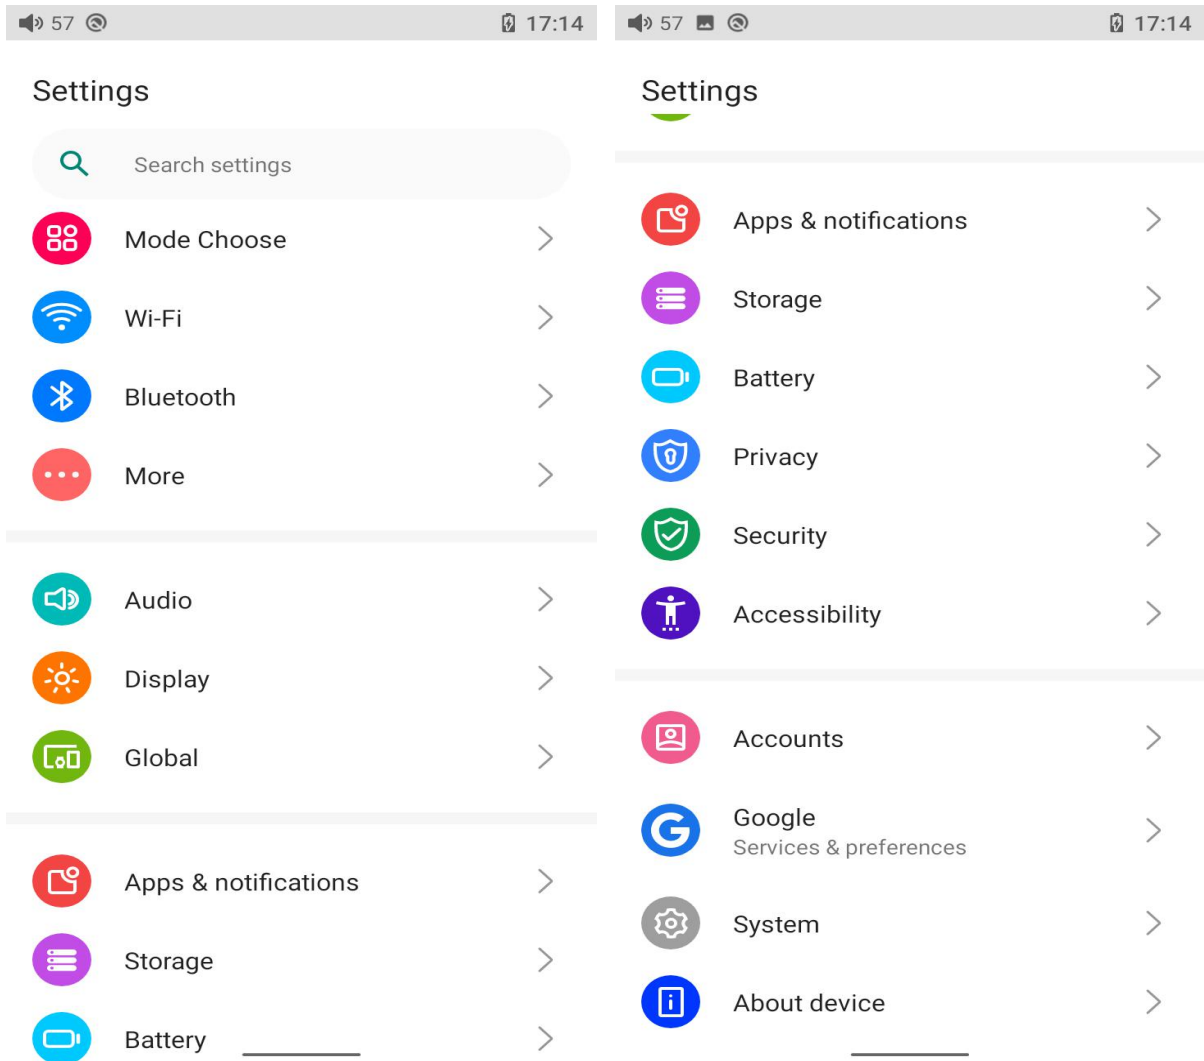 57
17:14
Settings
Search settings
Mode Choose
Wi-Fi
Bluetooth
More
Audio
Display
Global
Apps & notifications
Storage
Battery
57
17:14
Settings
Apps & notifications
Storage
Battery
Privacy
Security
Accessibility
Accounts
Google
Services & preferences
System
About device